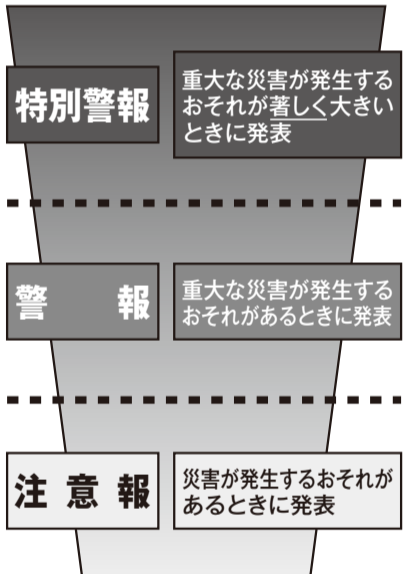 特別警報
重大な災害が発生する
おそれが著しく大きい
ときに発表
警報
重大な災害が発生する
おそれがあるときに発表
注意報
災害が発生するおそれが
あるときに発表